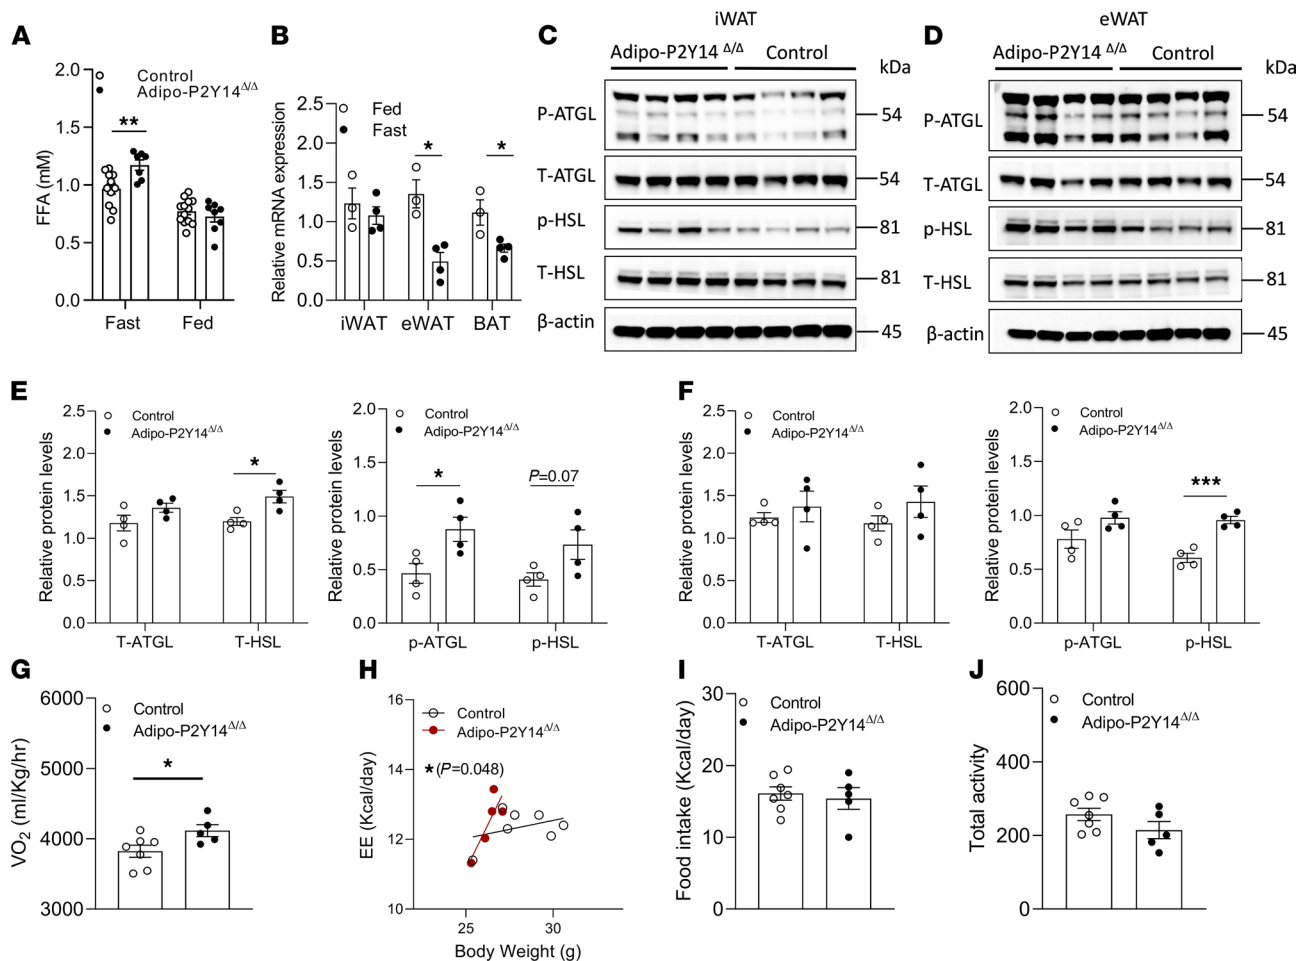 A
FFA (mM)
2.0
1.5
1.0
0.5
0.0
Control
Adipo-P2Y14Δ/Δ
**
Fast
Fed
B
Relative mRNA expression
2.5
2.0
1.5
1.0
0.5
0.0
Fed
Fast
*
*
iWAT
eWAT
BAT
C
iWAT
Adipo-P2Y14 Δ/Δ
Control
kDa
P-ATGL
54
T-ATGL
54
p-HSL
81
T-HSL
81
β-actin
45
D
eWAT
Adipo-P2Y14 Δ/Δ
Control
kDa
P-ATGL
54
T-ATGL
54
p-HSL
81
T-HSL
81
β-actin
45
E
Relative protein levels
2.5
2.0
1.5
1.0
0.5
0.0
Control
Adipo-P2Y14Δ/Δ
*
T-ATGL
T-HSL
Relative protein levels
2.0
1.5
1.0
0.5
0.0
Control
Adipo-P2Y14Δ/Δ
*
P=0.07
p-ATGL
p-HSL
F
Relative protein levels
2.5
2.0
1.5
1.0
0.5
0.0
Control
Adipo-P2Y14Δ/Δ
T-ATGL
T-HSL
Relative protein levels
2.0
1.5
1.0
0.5
0.0
Control
Adipo-P2Y14Δ/Δ
***
p-ATGL
p-HSL
G
VO2 (ml/Kg/hr)
6000
5000
4000
3000
Control
Adipo-P2Y14Δ/Δ
*
H
EE (Kcal/day)
16
14
12
10
Control
Adipo-P2Y14Δ/Δ
*(P=0.048)
25
30
Body Weight (g)
I
Food intake (Kcal/day)
30
20
10
0
Control
Adipo-P2Y14Δ/Δ
J
Total activity
600
400
200
0
Control
Adipo-P2Y14Δ/Δ